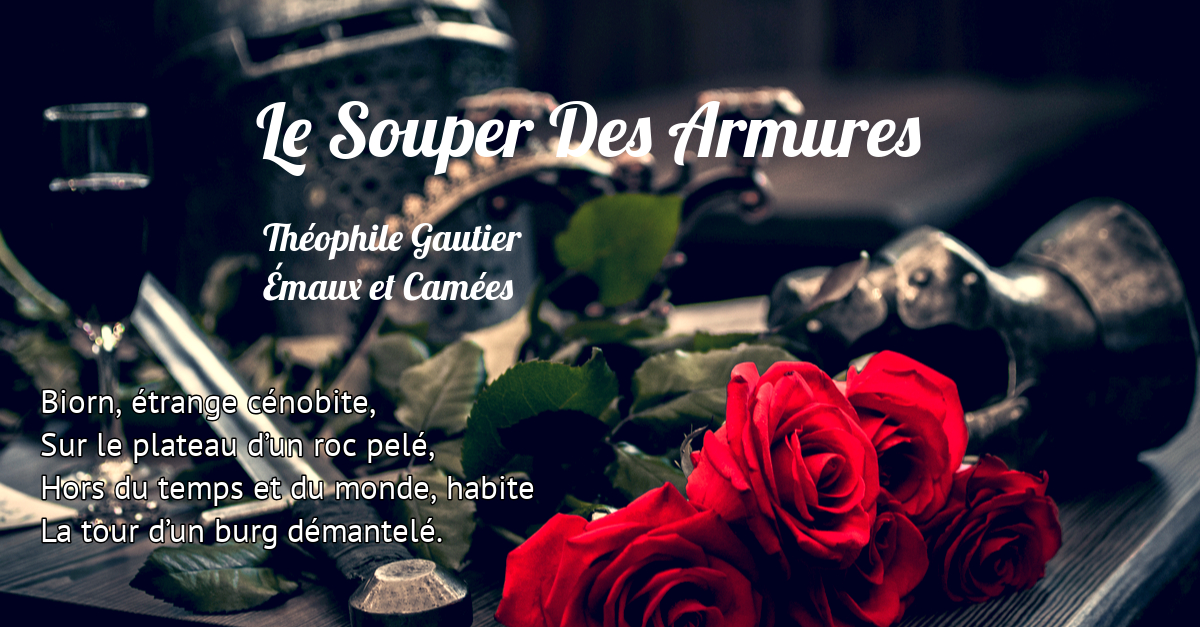 Le Souper Des Armures
Théophile Gautier
Émaux et Camées
Biorn, étrange cénobite,
Sur le plateau d’un roc pelé,
Hors du temps et du monde, habite
La tour d’un burg démantelé.